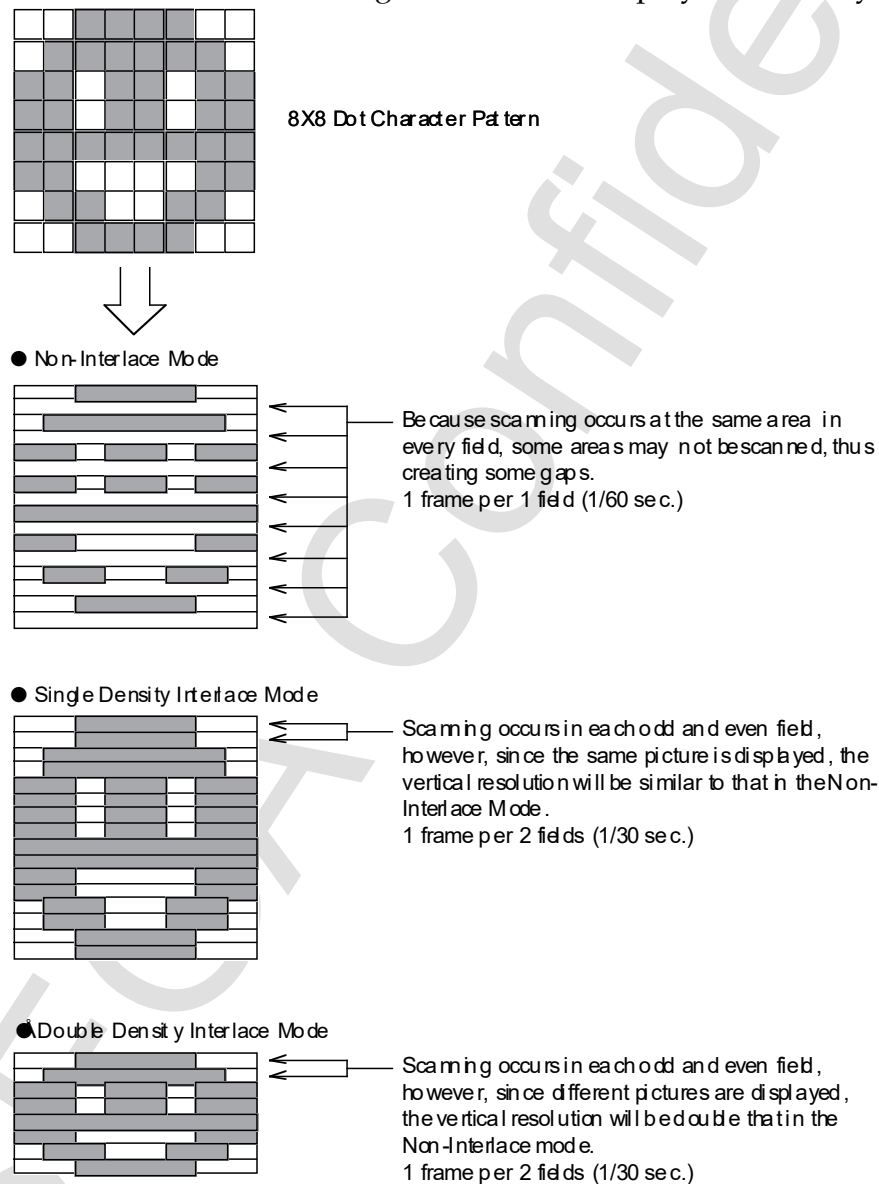 8X8 Dot Character Pattern
● Non-Interlace Mode
Because scanning occurs at the same area in
every field, some areas may not be scanned, thus
creating some gaps.
1 frame per 1 field (1/60 sec.)
● Single Density Interlace Mode
Scanning occurs in each odd and even field,
however, since the same picture is displayed, the
vertical resolution will be similar to that in the Non-
Interlace Mode.
1 frame per 2 fields (1/30 sec.)
●Å Double Density Interlace Mode
Scanning occurs in each odd and even field,
however, since different pictures are displayed,
the vertical resolution will be double that in the
Non-Interlace mode.
1 frame per 2 fields (1/30 sec.)